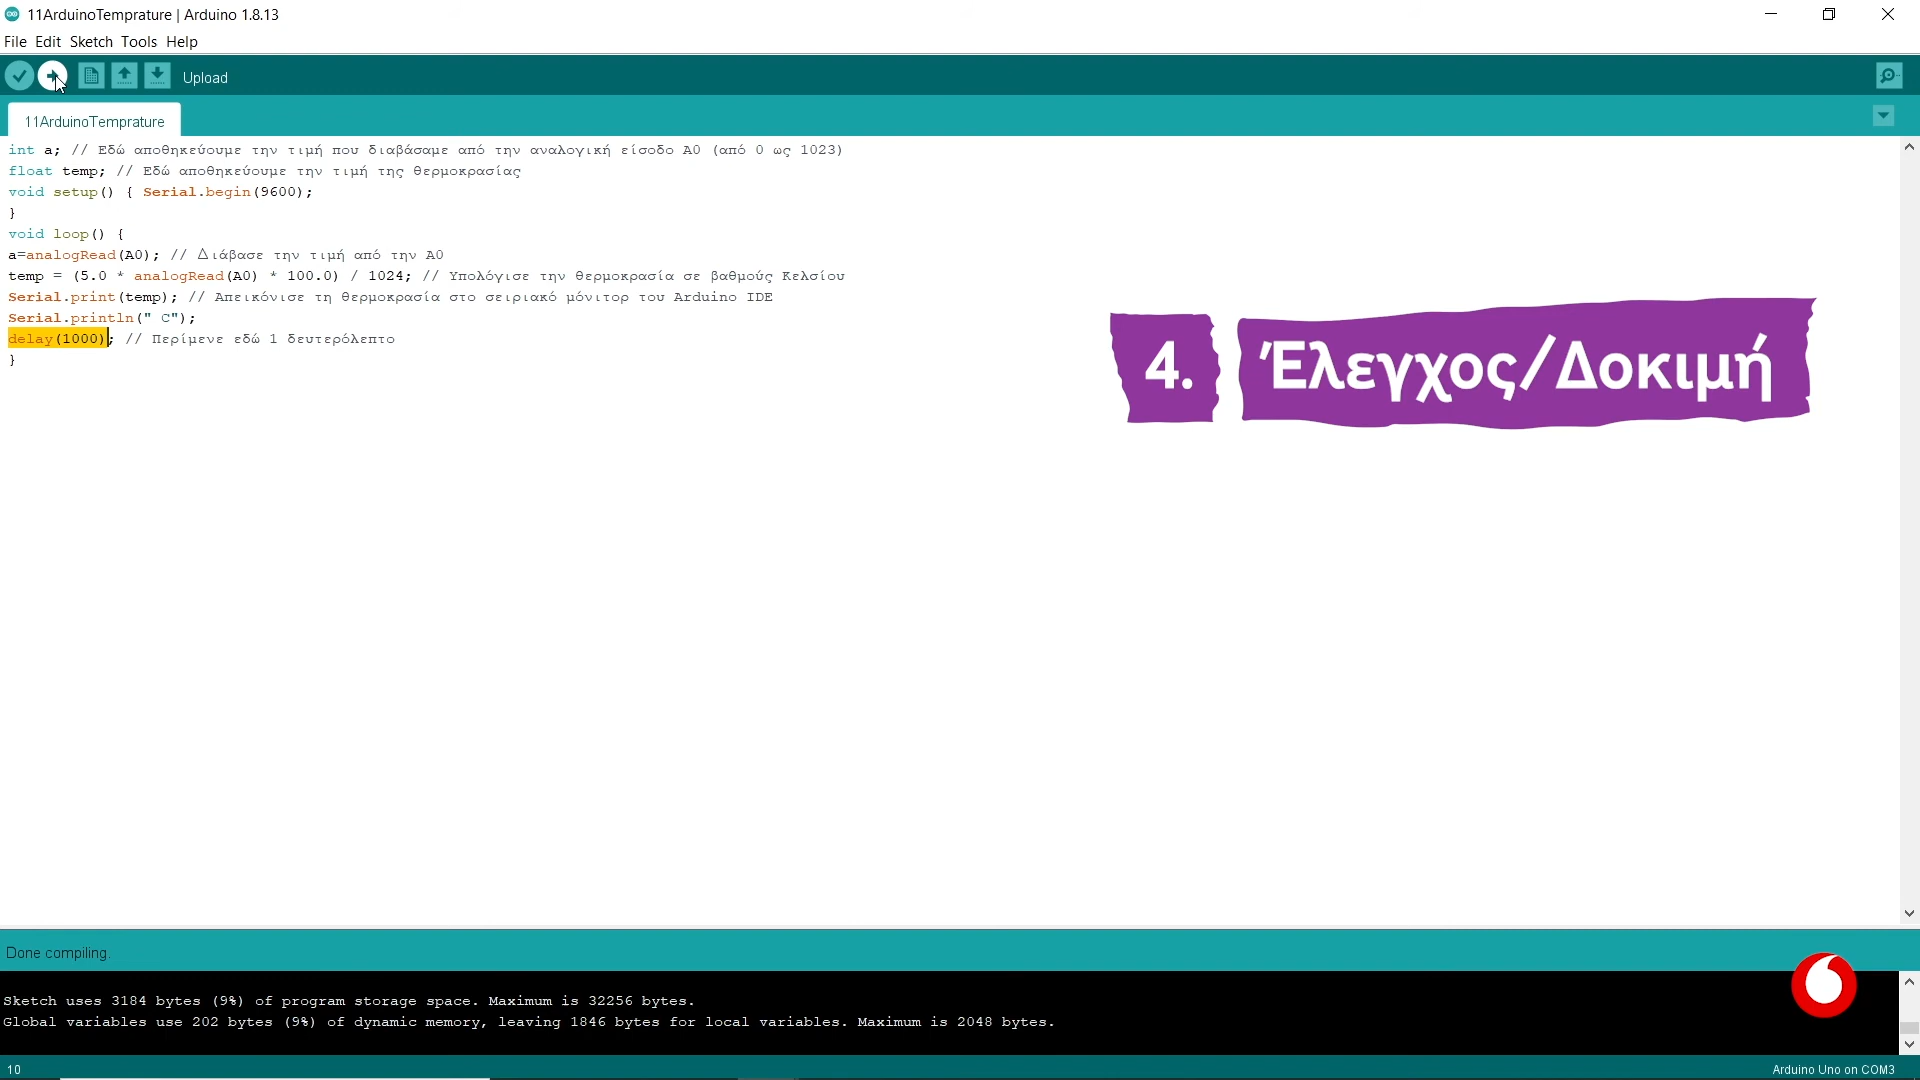 11ArduinoTemprature | Arduino 1.8.13
File Edit Sketch Tools Help
Upload
11ArduinoTemprature
int a; // Εδώ αποθηκεύουμε την τιμή που διαβάσαμε από την αναλογική είσοδο A0 (από 0 ως 1023)
float temp; // Εδώ αποθηκεύουμε την τιμή της θερμοκρασίας
void setup() { Serial.begin(9600);
}
void loop() {
a=analogRead(A0); // Διάβασε την τιμή από την A0
temp = (5.0 * analogRead(A0) * 100.0) / 1024; // Υπολόγισε την θερμοκρασία σε βαθμούς Κελσίου
Serial.print(temp); // Απεικόνισε τη θερμοκρασία στο σειριακό μόνιτορ του Arduino IDE
Serial.println(" C");
delay(1000); // Περίμενε εδώ 1 δευτερόλεπτο
}
4. Έλεγχος/Δοκιμή
Done compiling.
Sketch uses 3184 bytes (9%) of program storage space. Maximum is 32256 bytes.
Global variables use 202 bytes (9%) of dynamic memory, leaving 1846 bytes for local variables. Maximum is 2048 bytes.
10
Arduino Uno on COM3